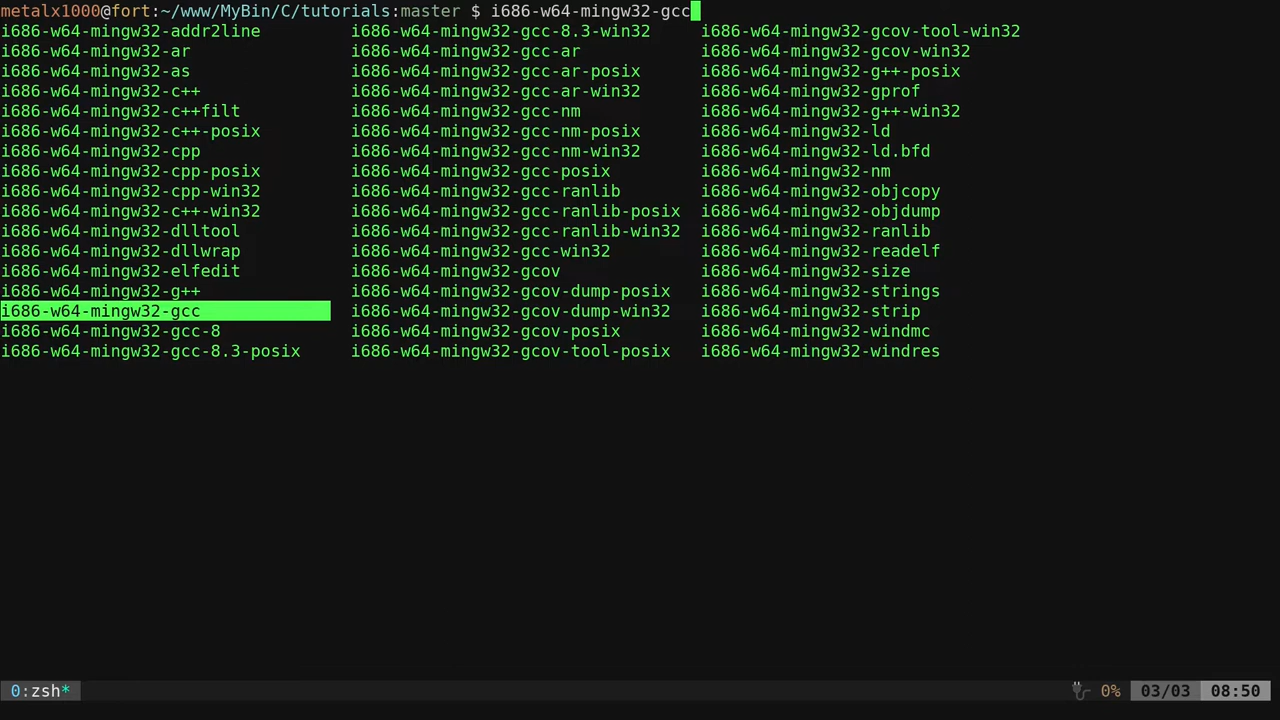 metalx1000@fort:~/www/MyBin/C/tutorials:master $ i686-w64-mingw32-gcc
i686-w64-mingw32-addr2line i686-w64-mingw32-gcc-8.3-win32 i686-w64-mingw32-gcov-tool-win32
i686-w64-mingw32-ar i686-w64-mingw32-gcc-ar i686-w64-mingw32-gcov-win32
i686-w64-mingw32-as i686-w64-mingw32-gcc-ar-posix i686-w64-mingw32-g++-posix
i686-w64-mingw32-c++ i686-w64-mingw32-gcc-ar-win32 i686-w64-mingw32-gprof
i686-w64-mingw32-c++filt i686-w64-mingw32-gcc-nm i686-w64-mingw32-g++-win32
i686-w64-mingw32-c++-posix i686-w64-mingw32-gcc-nm-posix i686-w64-mingw32-ld
i686-w64-mingw32-cpp i686-w64-mingw32-gcc-nm-win32 i686-w64-mingw32-ld.bfd
i686-w64-mingw32-cpp-posix i686-w64-mingw32-gcc-posix i686-w64-mingw32-nm
i686-w64-mingw32-cpp-win32 i686-w64-mingw32-gcc-ranlib i686-w64-mingw32-objcopy
i686-w64-mingw32-c++-win32 i686-w64-mingw32-gcc-ranlib-posix i686-w64-mingw32-objdump
i686-w64-mingw32-dlltool i686-w64-mingw32-gcc-ranlib-win32 i686-w64-mingw32-ranlib
i686-w64-mingw32-dllwrap i686-w64-mingw32-gcc-win32 i686-w64-mingw32-readelf
i686-w64-mingw32-elfedit i686-w64-mingw32-gcov i686-w64-mingw32-size
i686-w64-mingw32-g++ i686-w64-mingw32-gcov-dump-posix i686-w64-mingw32-strings
i686-w64-mingw32-gcc i686-w64-mingw32-gcov-dump-win32 i686-w64-mingw32-strip
i686-w64-mingw32-gcc-8 i686-w64-mingw32-gcov-posix i686-w64-mingw32-windmc
i686-w64-mingw32-gcc-8.3-posix i686-w64-mingw32-gcov-tool-posix i686-w64-mingw32-windres
0:zsh* 0% 03/03 08:50